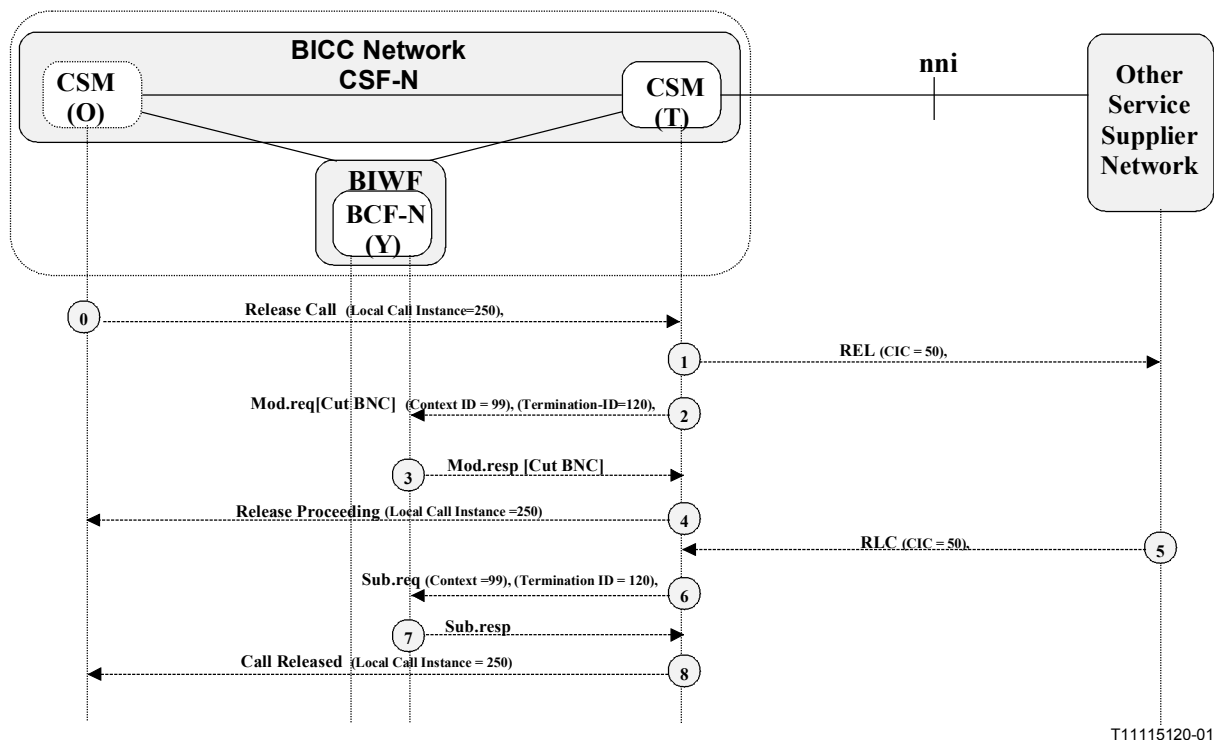 BICC Network
CSF-N
CSM
(O)
CSM
(T)
nni
Other
Service
Supplier
Network
BIWF
BCF-N
(Y)
0
Release Call (Local Call Instance=250),
1
REL (CIC = 50),
Mod.req[Cut BNC] (Context ID = 99), (Termination-ID=120),
2
3
Mod.resp [Cut BNC]
Release Proceeding (Local Call Instance =250)
4
RLC (CIC = 50),
5
Sub.req (Context =99), (Termination ID = 120),
6
7
Sub.resp
Call Released (Local Call Instance = 250)
8
T11115120-01